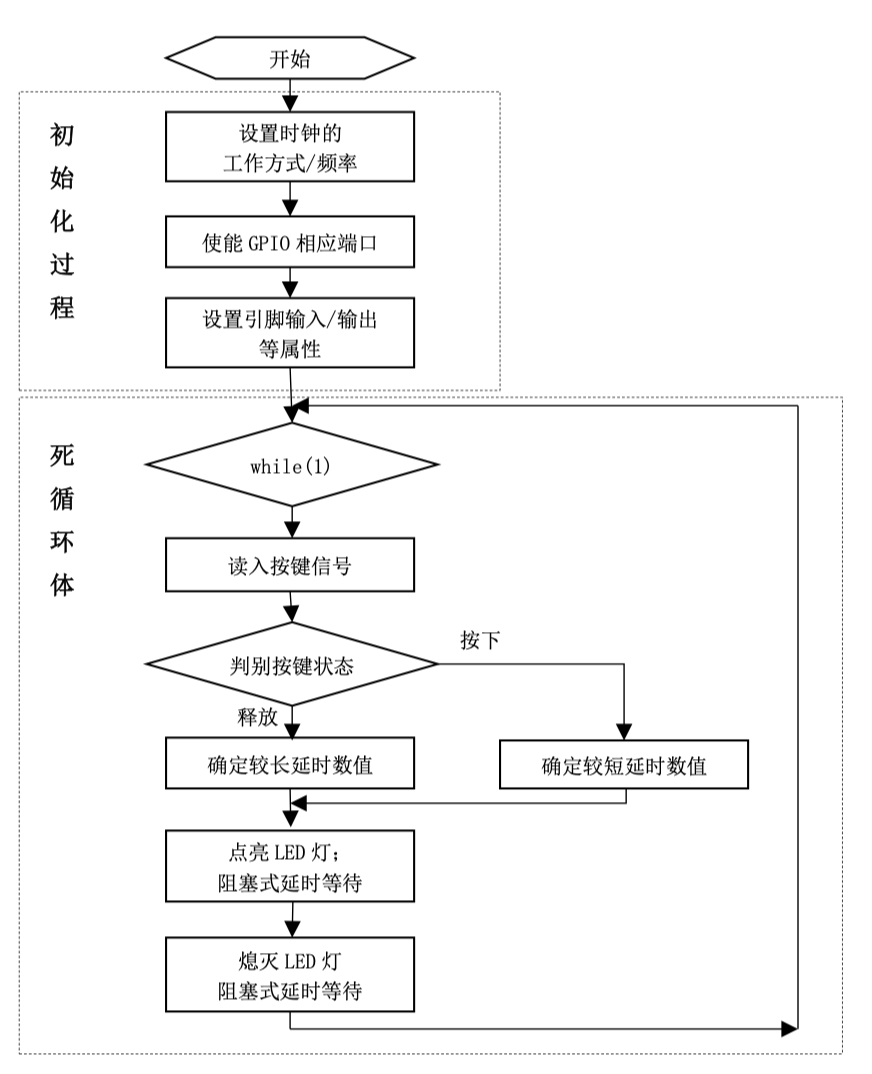 开始
初始化过程
设置时钟的
工作方式/频率
使能 GPIO 相应端口
设置引脚输入/输出
等属性
死循环体
while(1)
读入按键信号
判别按键状态
按下
释放
确定较长延时数值
确定较短延时数值
点亮 LED 灯;
阻塞式延时等待
熄灭 LED 灯
阻塞式延时等待